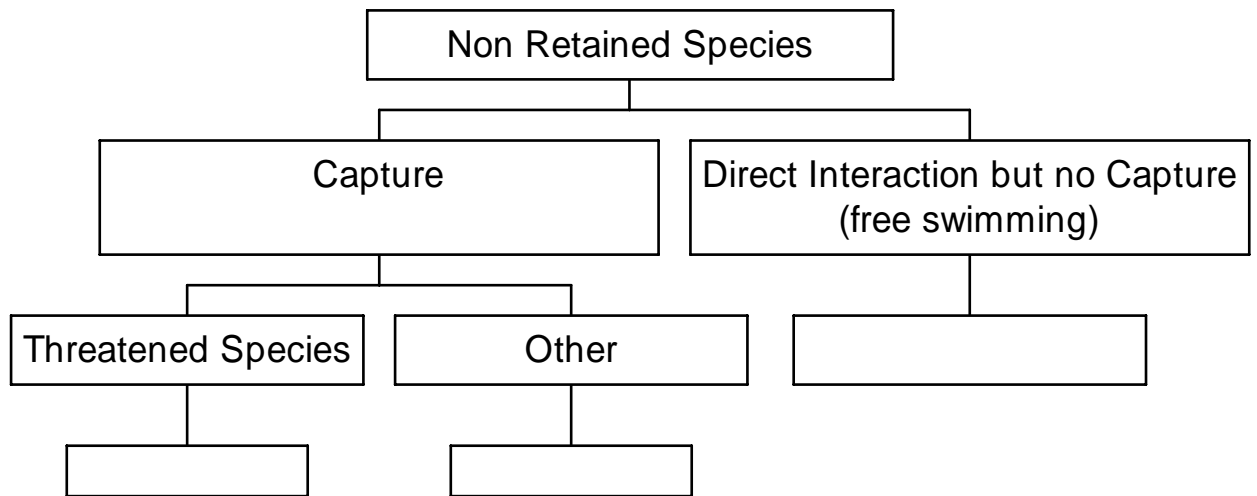 Non Retained Species
Capture
Direct Interaction but no Capture
(free swimming)
Threatened Species
Other